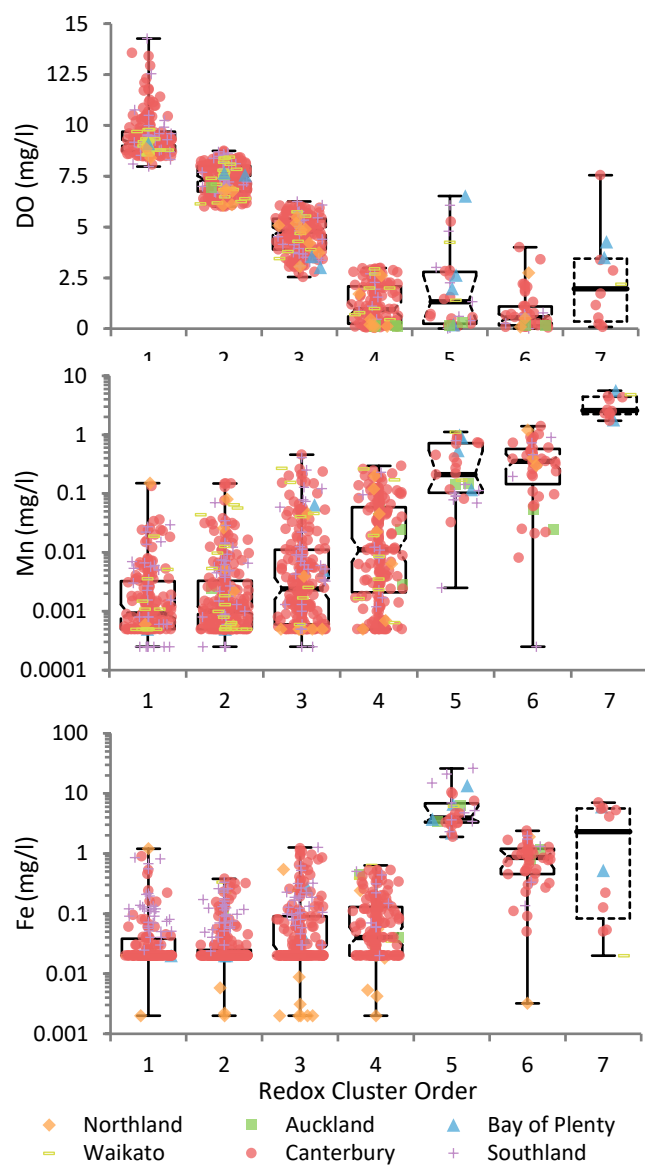 15
12.5
10
7.5
5
2.5
0
DO (mg/l)
1 2 3 4 5 6 7
10
1
0.1
0.01
0.001
0.0001
Mn (mg/l)
1 2 3 4 5 6 7
100
10
1
0.1
0.01
0.001
Fe (mg/l)
1 2 3 4 5 6 7
Redox Cluster Order
Northland Auckland Bay of Plenty
Waikato Canterbury Southland